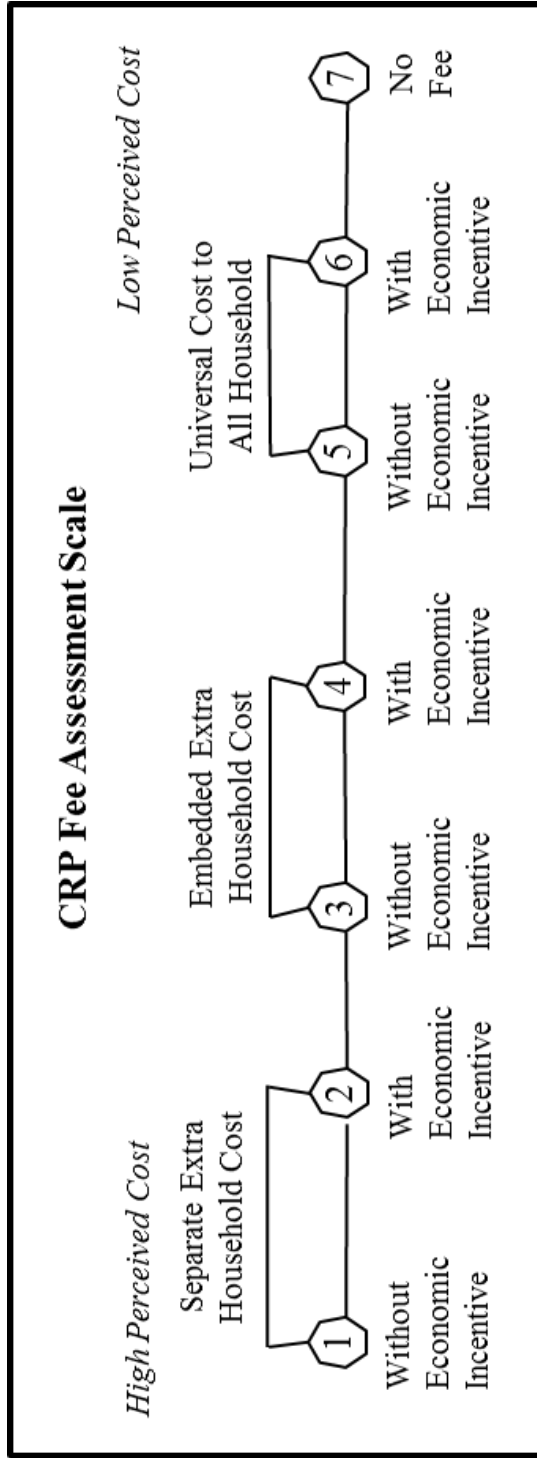 CRP Fee Assessment Scale
High Perceived Cost
Low Perceived Cost
Separate Extra
Household Cost
Embedded Extra
Household Cost
Universal Cost to
All Household
1
2
3
4
5
6
7
Without
Economic
Incentive
With
Economic
Incentive
Without
Economic
Incentive
With
Economic
Incentive
Without
Economic
Incentive
With
Economic
Incentive
No
Fee